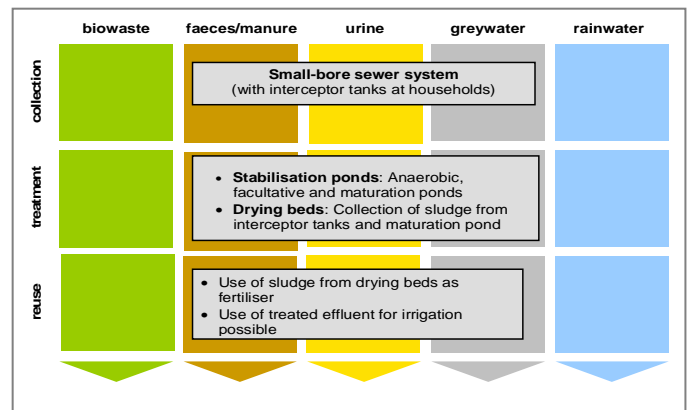 biowaste faeces/manure urine greywater rainwater
collection
Small-bore sewer system
(with interceptor tanks at households)
treatment
• Stabilisation ponds: Anaerobic,
facultative and maturation ponds
• Drying beds: Collection of sludge from
interceptor tanks and maturation pond
reuse
• Use of sludge from drying beds as
fertiliser
• Use of treated effluent for irrigation
possible